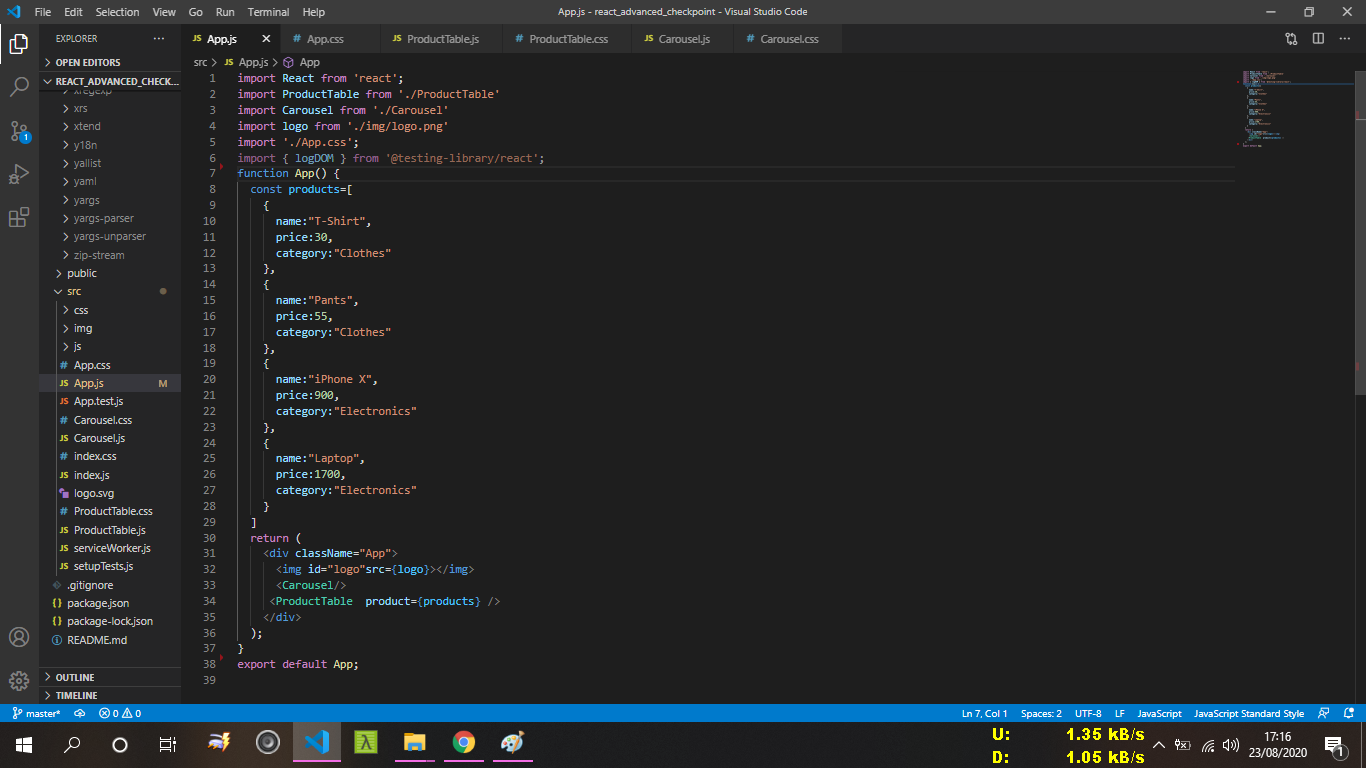 File Edit Selection View Go Run Terminal Help
App.js - react_advanced_checkpoint - Visual Studio Code
EXPLORER ···
JS App.js
# App.css
JS ProductTable.js
# ProductTable.css
JS Carousel.js
# Carousel.css
OPEN EDITORS
REACT_ADVANCED_CHECK...
xregexp
xrs
xtend
y18n
yallist
yaml
yargs
yargs-parser
yargs-unparser
zip-stream
public
src
css
img
js
# App.css
JS App.js M
JS App.test.js
# Carousel.css
JS Carousel.js
# index.css
JS index.js
logo.svg
# ProductTable.css
JS ProductTable.js
JS serviceWorker.js
JS setupTests.js
.gitignore
{} package.json
{} package-lock.json
README.md
OUTLINE
TIMELINE
1
src > JS App.js > App
1 import React from 'react';
2 import ProductTable from './ProductTable'
3 import Carousel from './Carousel'
4 import logo from './img/logo.png'
5 import './App.css';
6 import { logDOM } from '@testing-library/react';
7 function App() {
8 const products=[
9 {
10 name:"T-Shirt",
11 price:30,
12 category:"Clothes"
13 },
14 {
15 name:"Pants",
16 price:55,
17 category:"Clothes"
18 },
19 {
20 name:"iPhone X",
21 price:900,
22 category:"Electronics"
23 },
24 {
25 name:"Laptop",
26 price:1700,
27 category:"Electronics"
28 }
29 ]
30 return (
31 <div className="App">
32 <img id="logo"src={logo}></img>
33 <Carousel/>
34 <ProductTable  product={products} />
35 </div>
36 );
37 }
38 export default App;
39
master* 0 0
Ln 7, Col 1 Spaces: 2 UTF-8 LF JavaScript JavaScript Standard Style
U: 1.35 kB/s
D: 1.05 kB/s
17:16
23/08/2020
1